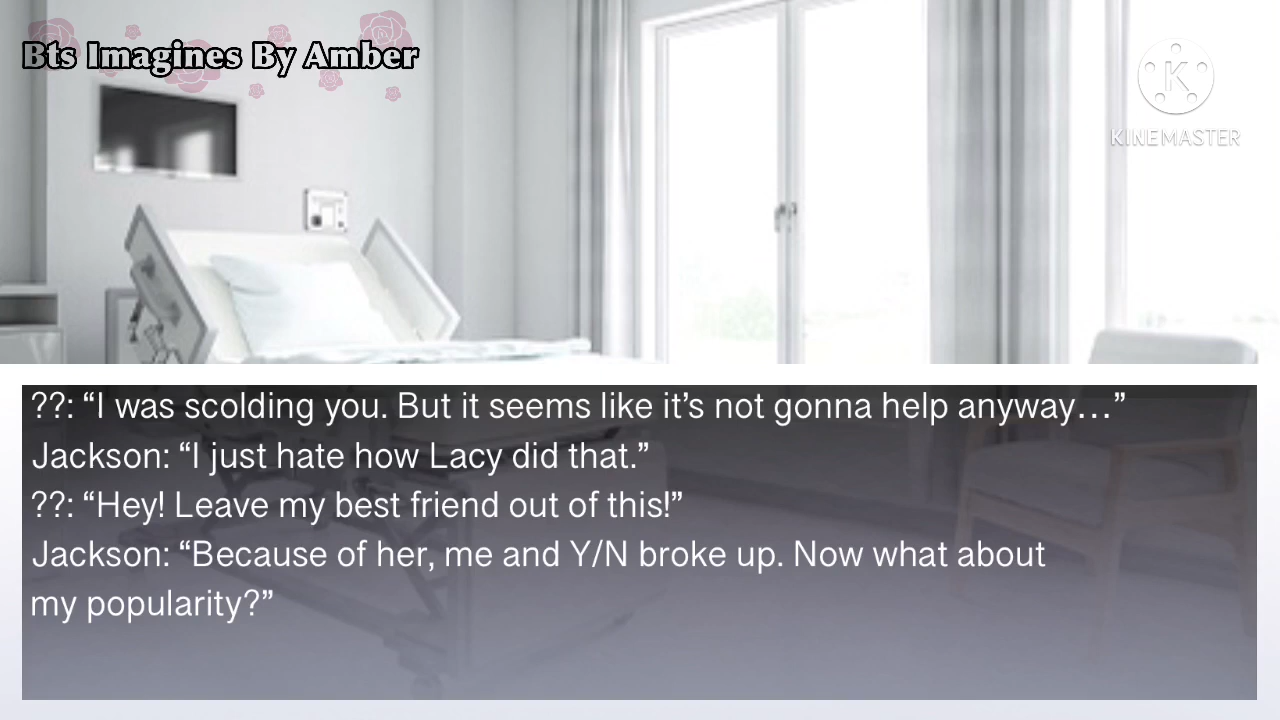 Bts Imagines By Amber
K
KINEMASTER
??: “I was scolding you. But it seems like it’s not gonna help anyway…”
Jackson: “I just hate how Lacy did that.”
??: “Hey! Leave my best friend out of this!”
Jackson: “Because of her, me and Y/N broke up. Now what about
my popularity?”